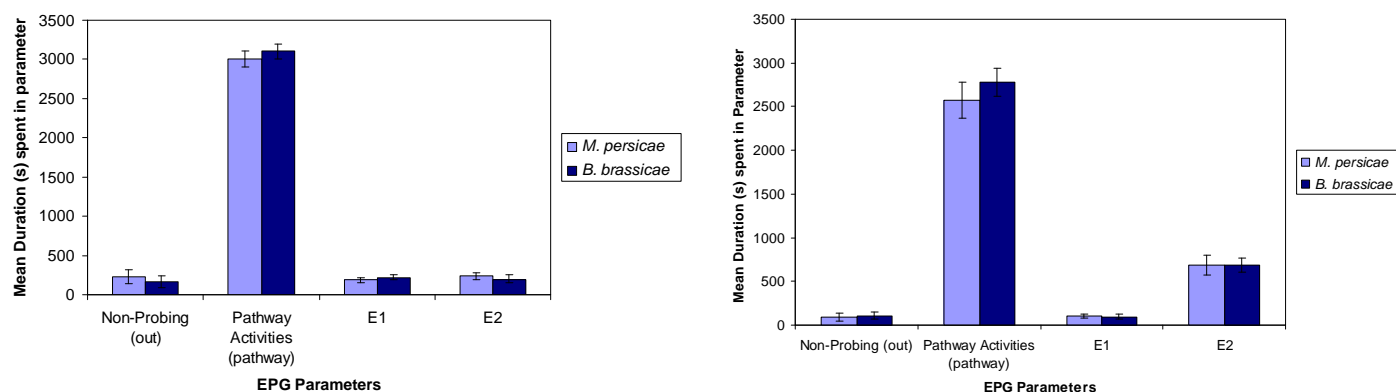 3500
3000
2500
2000
1500
1000
500
0
Mean Duration (s) spent in parameter
Non-Probing
(out)
Pathway
Activities
(pathway)
E1
E2
EPG Parameters
M. persicae
B. brassicae
3500
3000
2500
2000
1500
1000
500
0
Mean Duration (s) spent in Parameter
Non-Probing (out)
Pathway Activities
(pathway)
E1
E2
EPG Parameters
M. persicae
B. brassicae